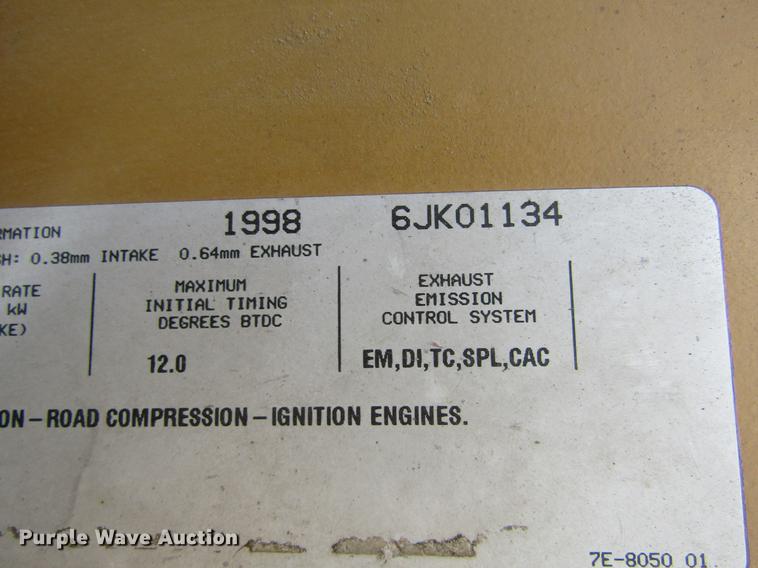 RMATION 1998 6JK01134
SH: 0.38mm INTAKE 0.64mm EXHAUST
RATE MAXIMUM EXHAUST
kW INITIAL TIMING EMISSION
KE) DEGREES BTDC CONTROL SYSTEM
12.0 EM,DI,TC,SPL,CAC
ON-ROAD COMPRESSION-IGNITION ENGINES.
Purple Wave Auction
7E-8050 01